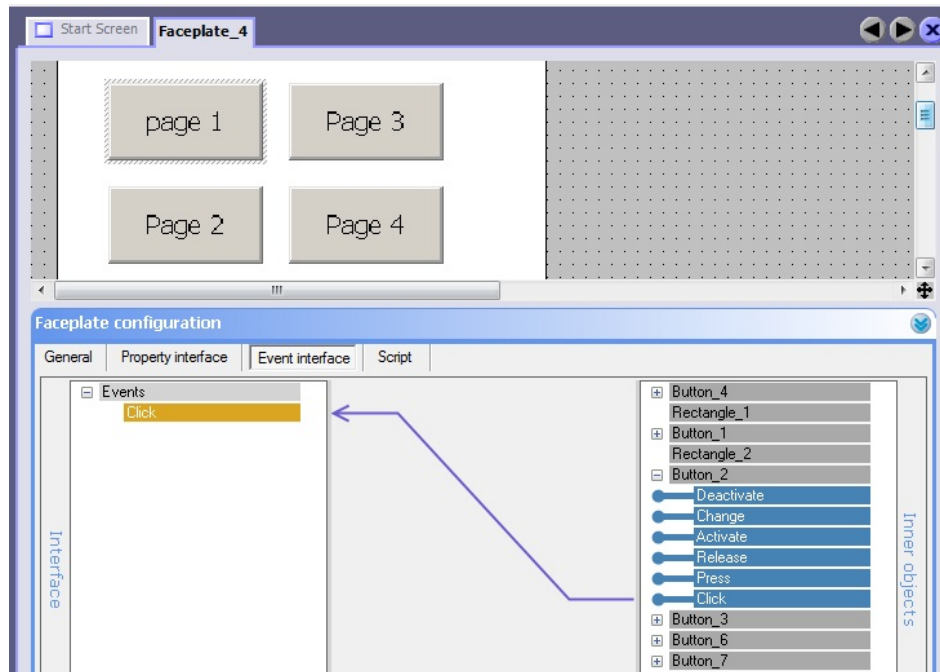 Start Screen Faceplate_4
page 1 Page 3
Page 2 Page 4
Faceplate configuration
General Property interface Event interface Script
Events
Click
Interface
Button_4
Rectangle_1
Button_1
Rectangle_2
Button_2
Deactivate
Change
Activate
Release
Press
Click
Button_3
Button_6
Button_7
Inner objects